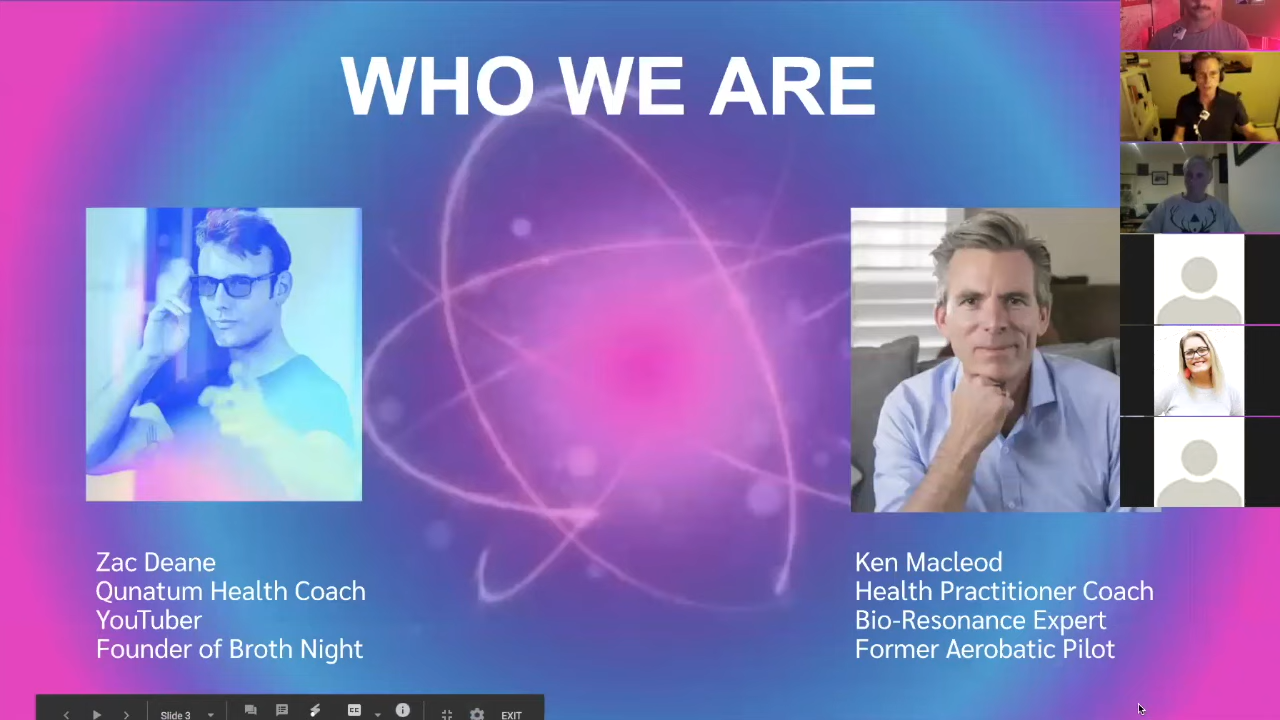 WHO WE ARE
Zac Deane
Qunatum Health Coach
YouTuber
Founder of Broth Night
Ken Macleod
Health Practitioner Coach
Bio-Resonance Expert
Former Aerobatic Pilot
Slide 3
EXIT